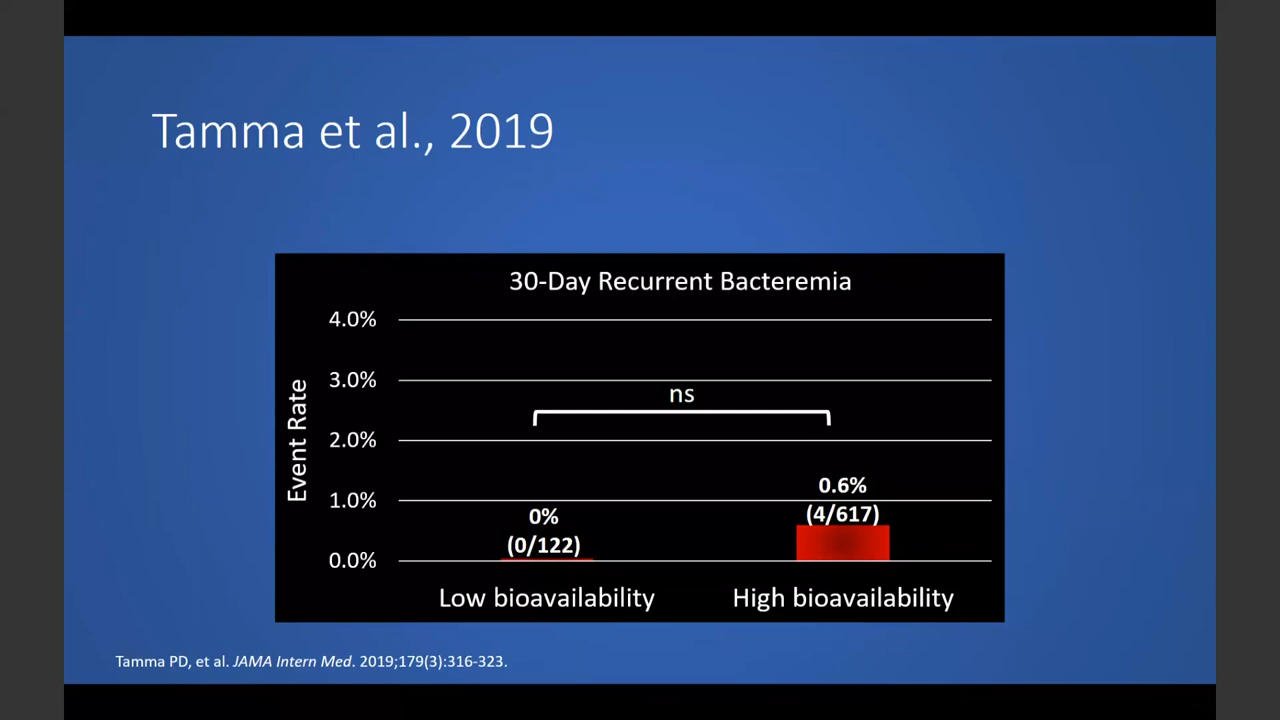 Tamma et al., 2019
30-Day Recurrent Bacteremia
4.0%
3.0%
ns
2.0%
Event Rate
1.0%
0.6%
(4/617)
0%
(0/122)
0.0%
Low bioavailability
High bioavailability
Tamma PD, et al. JAMA Intern Med. 2019;179(3):316-323.